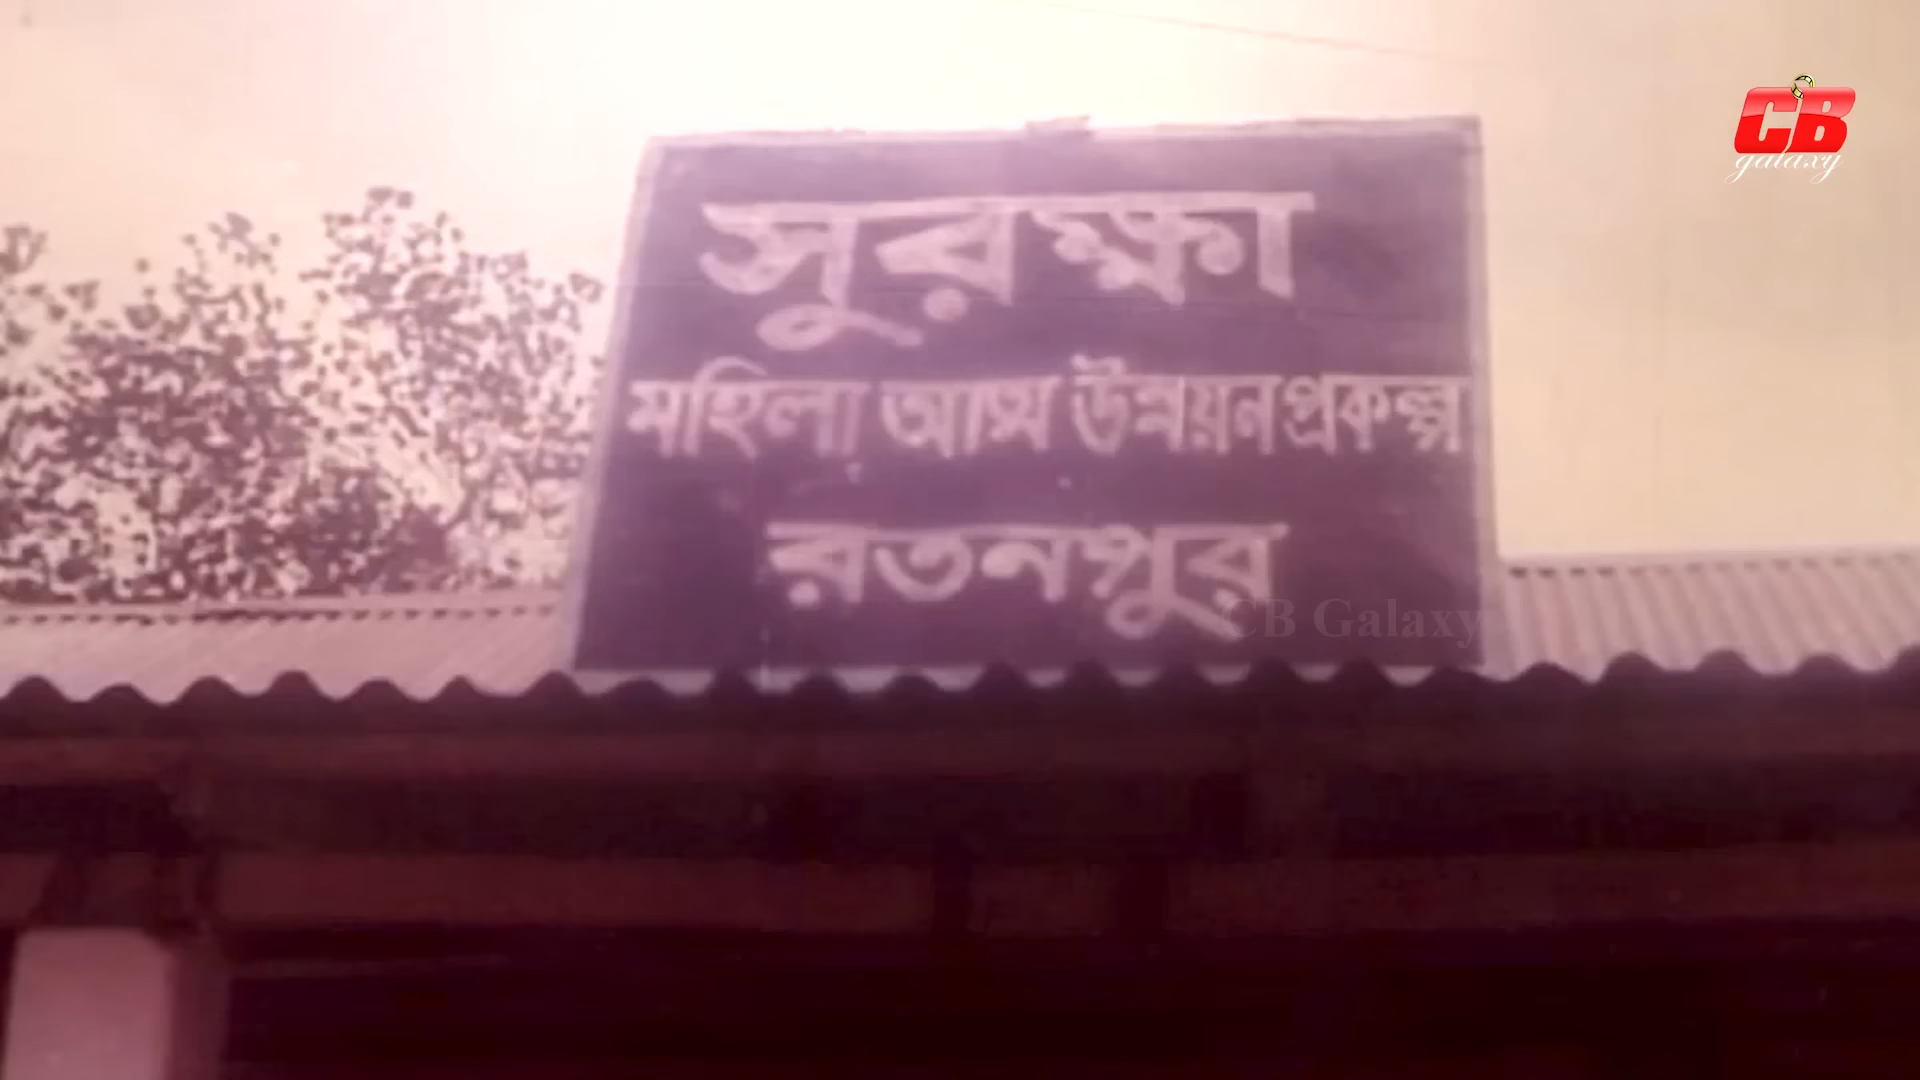 CB
galaxy
সুরক্ষা
মহিলা আত্ম উন্নয়ন প্রকল্প
রতনপুর
CB Galaxy